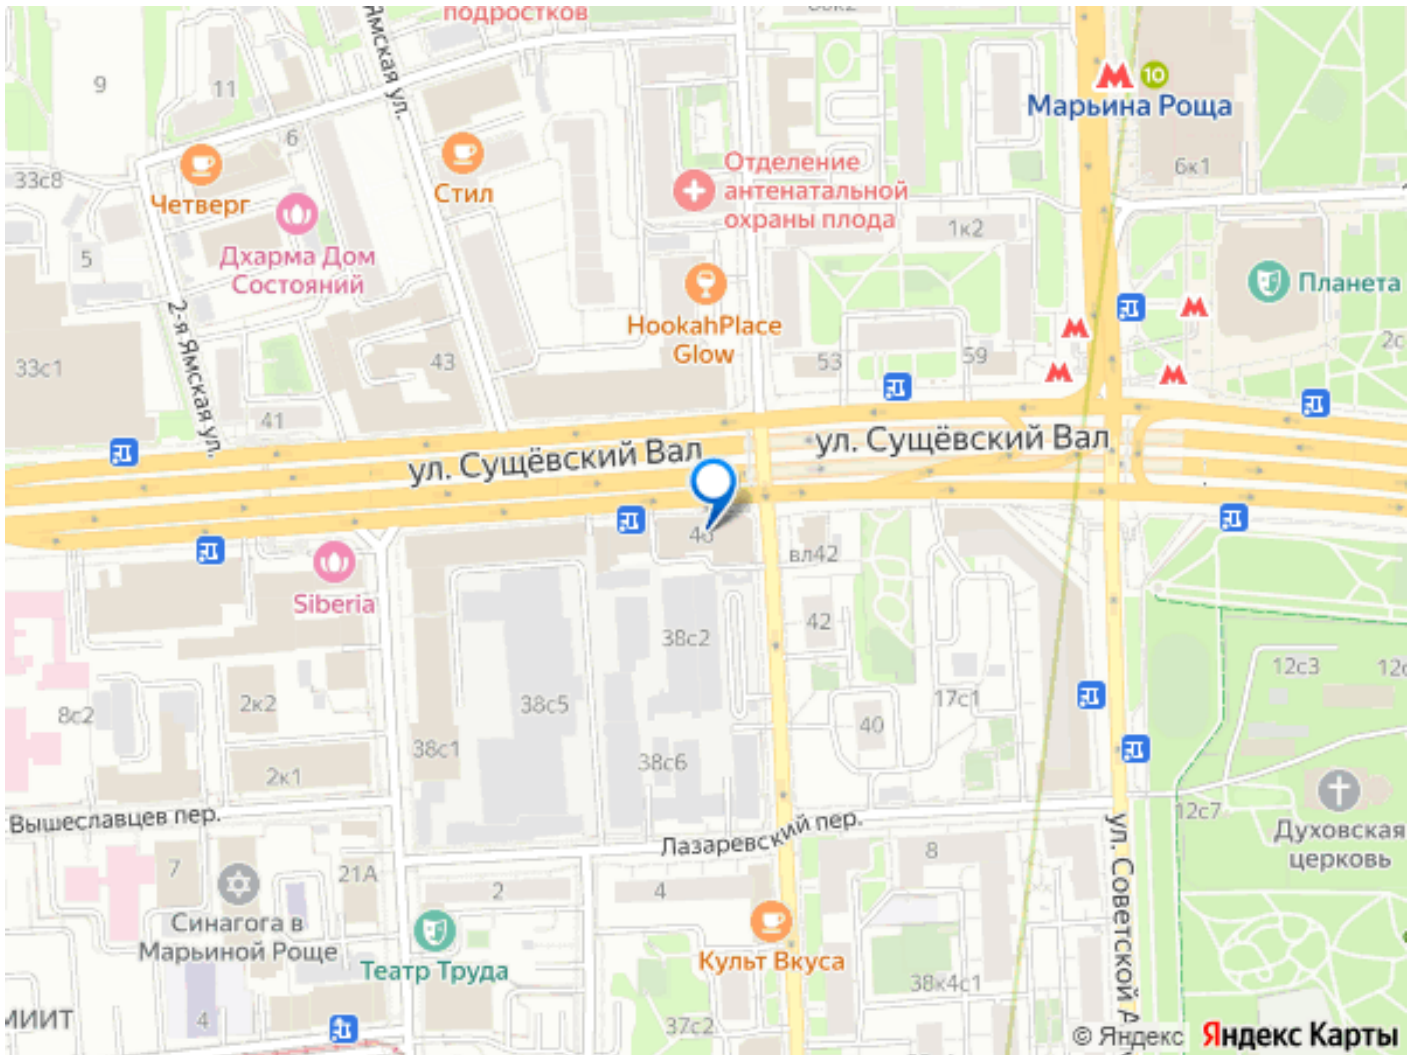 подростков
Ямская ул.
9
11
6
10
Марьина Роща
6к1
33с8
Четверг
Стил
Отделение
антенатальной
охраны плода
1к2
5
Дхарма Дом
Состояний
Планета
2-я Ямская ул.
HookahPlace
Glow
33с1
43
53
59
2с
41
ул. Сущёвский Вал
ул. Сущёвский Вал
вл42
Siberia
42
38с2
12с3
8с2
2к2
38с5
17с1
40
38с1
38с6
2к1
Вышеславцев пер.
12с7
Лазаревский пер.
Духовская
церковь
7
21А
2
4
8
Синагога в
Марьиной Роще
Театр Труда
Культ Вкуса
ул. Советской А
38к4с1
4
37с2
МИИТ
© Яндекс Яндекс Карты